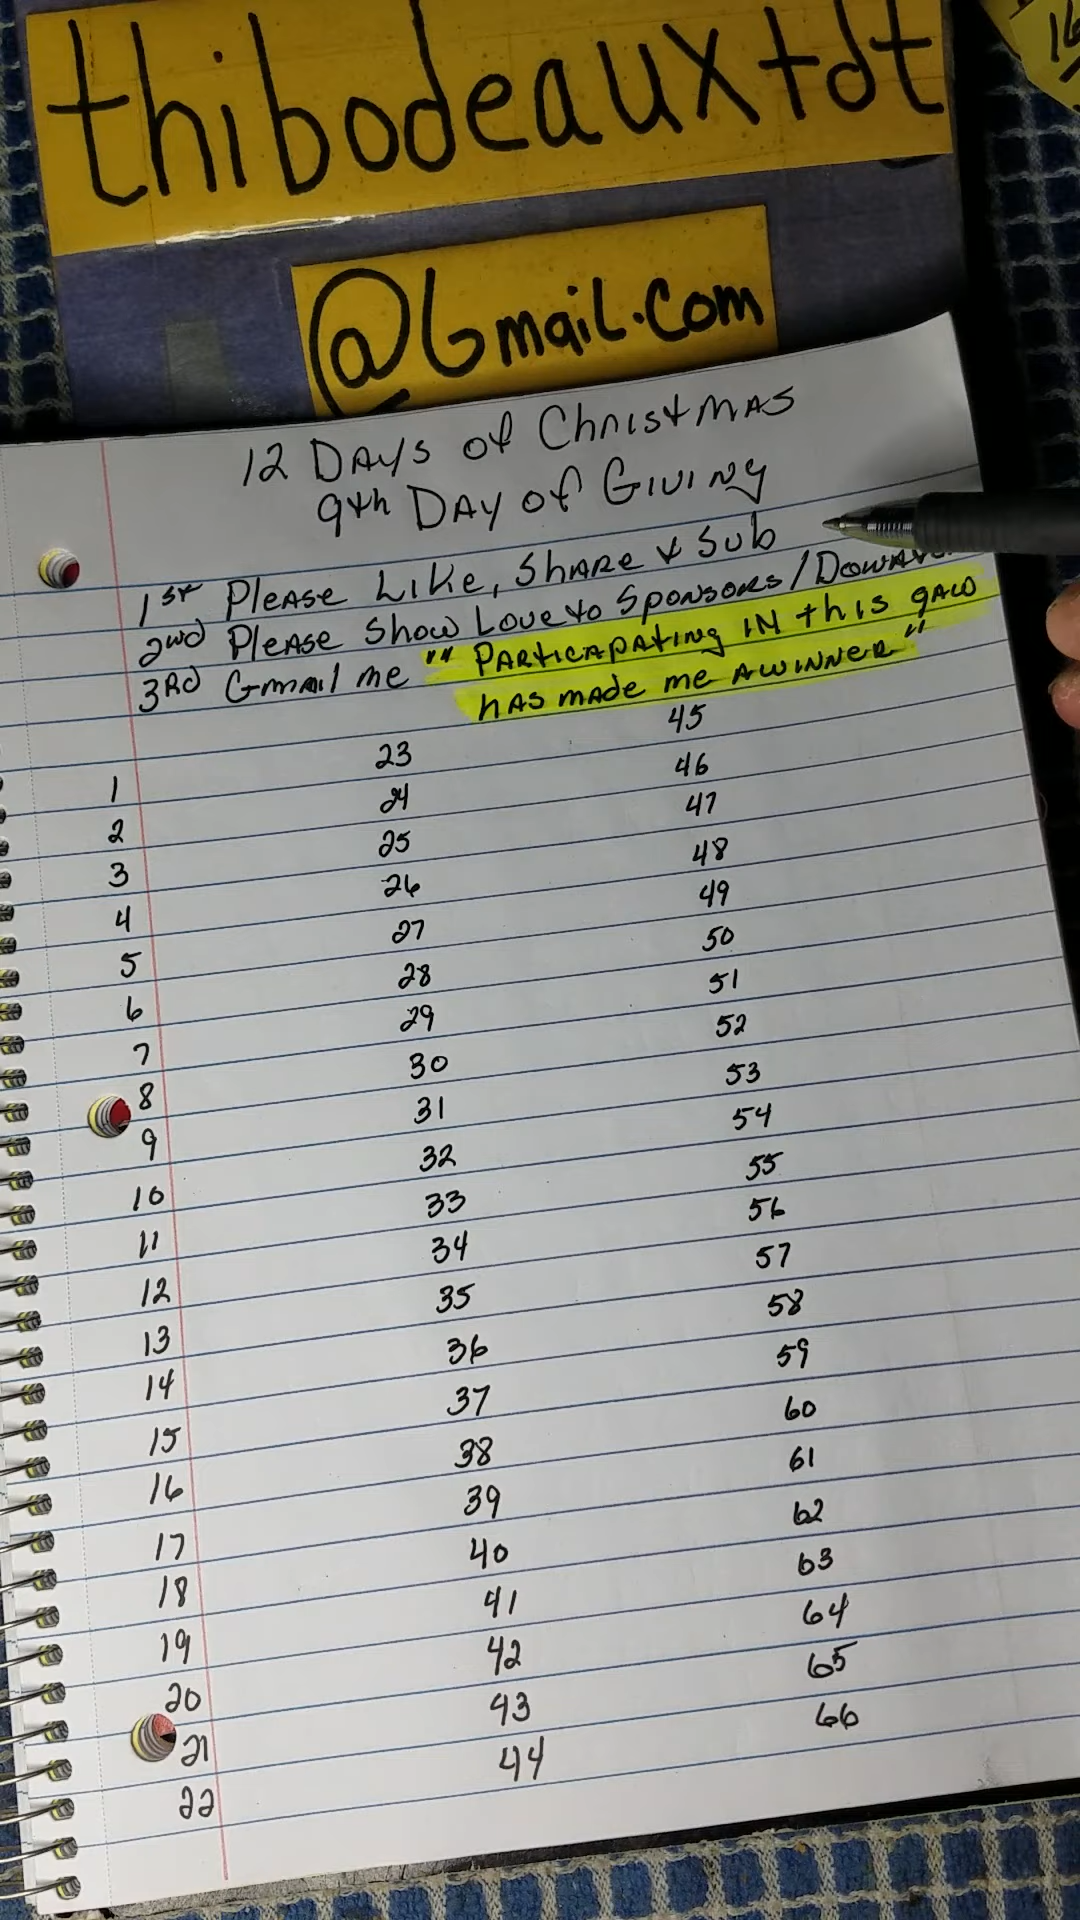 thibodeauxtdt
@Gmail.com
16
12 Days of Christmas
9th Day of Giving
1st Please Like, Share & Sub
2nd Please Show Love to Sponsors/
3rd Gmail me "Particapating in this gaw
has made me a winner"
1 23 45
2 24 46
3 25 47
4 26 48
5 27 49
6 28 50
7 29 51
8 30 52
9 31 53
10 32 54
11 33 55
12 34 56
13 35 57
14 36 58
15 37 59
16 38 60
17 39 61
18 40 62
19 41 63
20 42 64
21 43 65
22 44 66